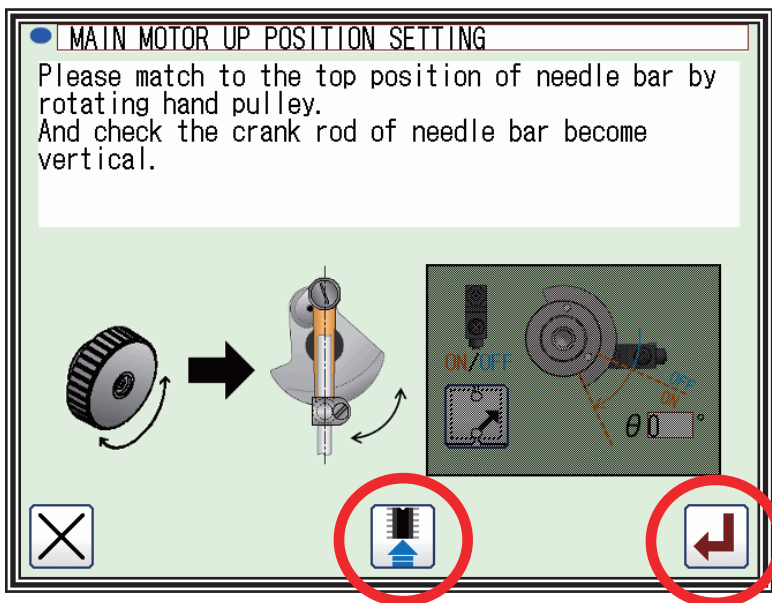 MAIN MOTOR UP POSITION SETTING
Please match to the top position of needle bar by
rotating hand pulley.
And check the crank rod of needle bar become
vertical.
ON/OFF
OFF
ON
θ 0 °